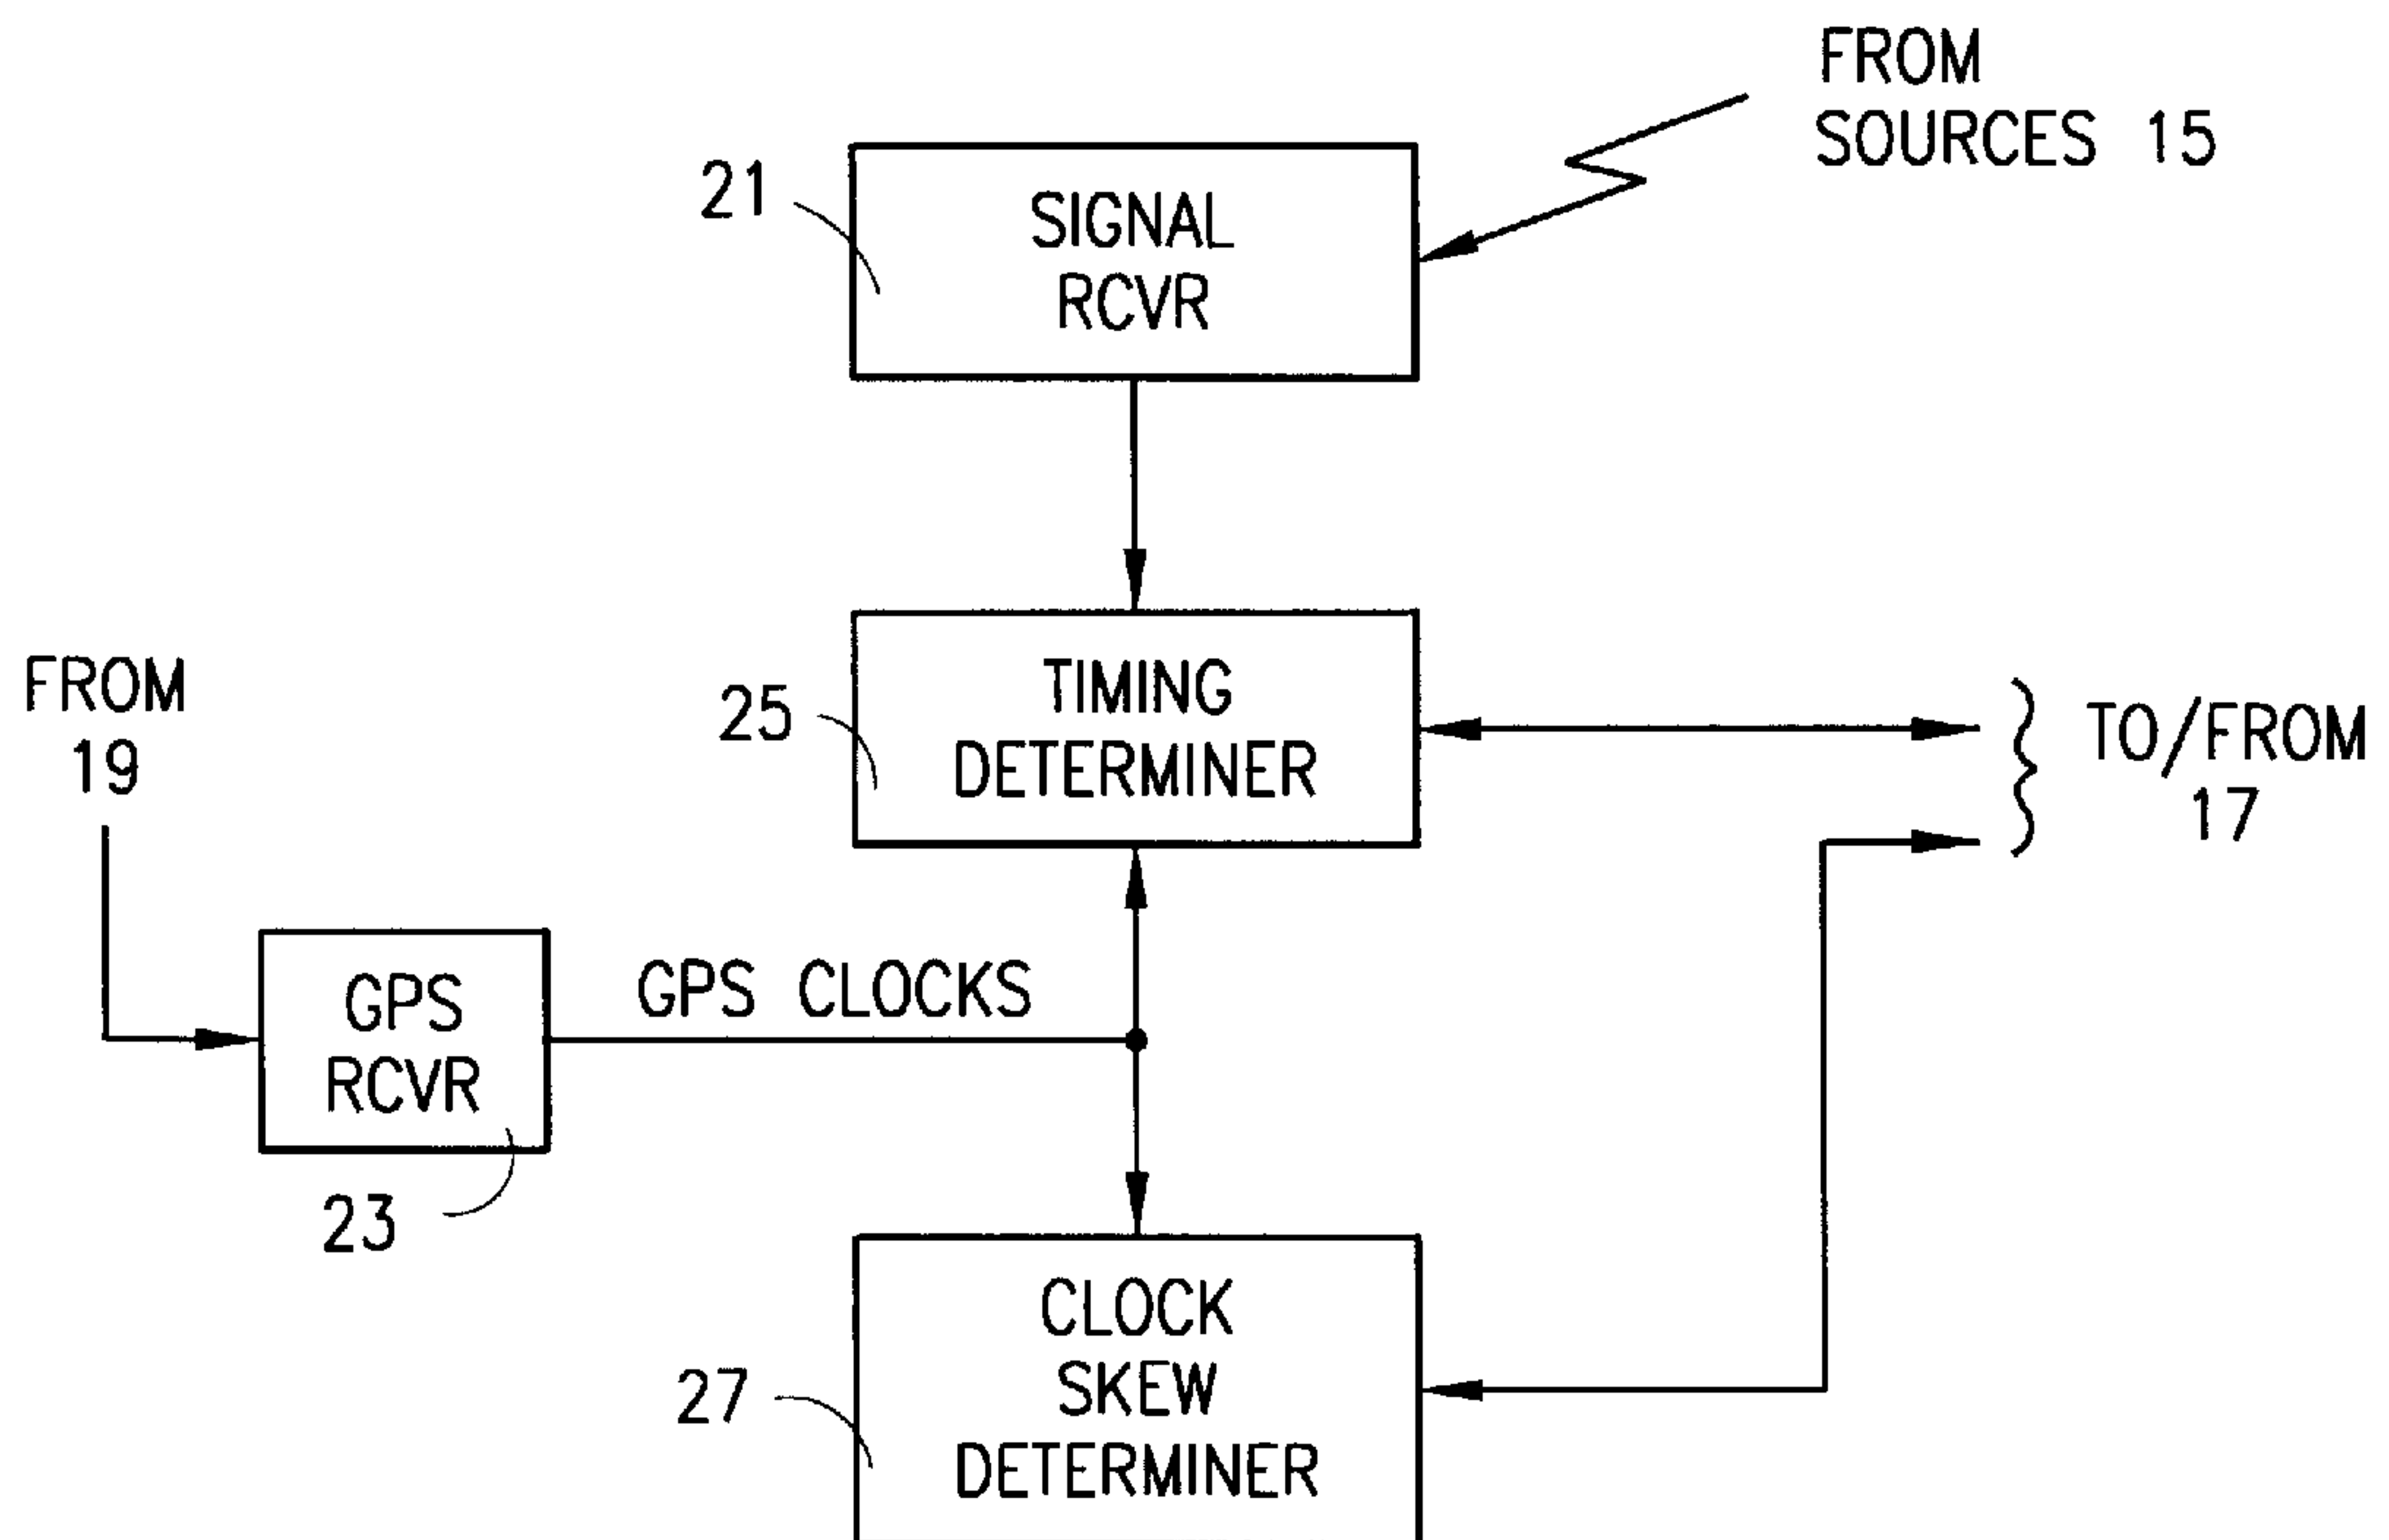 FROM
SOURCES 15
21
SIGNAL
RCVR
FROM
19
25
TIMING
DETERMINER
TO/FROM
17
GPS
RCVR
GPS CLOCKS
23
27
CLOCK
SKEW
DETERMINER